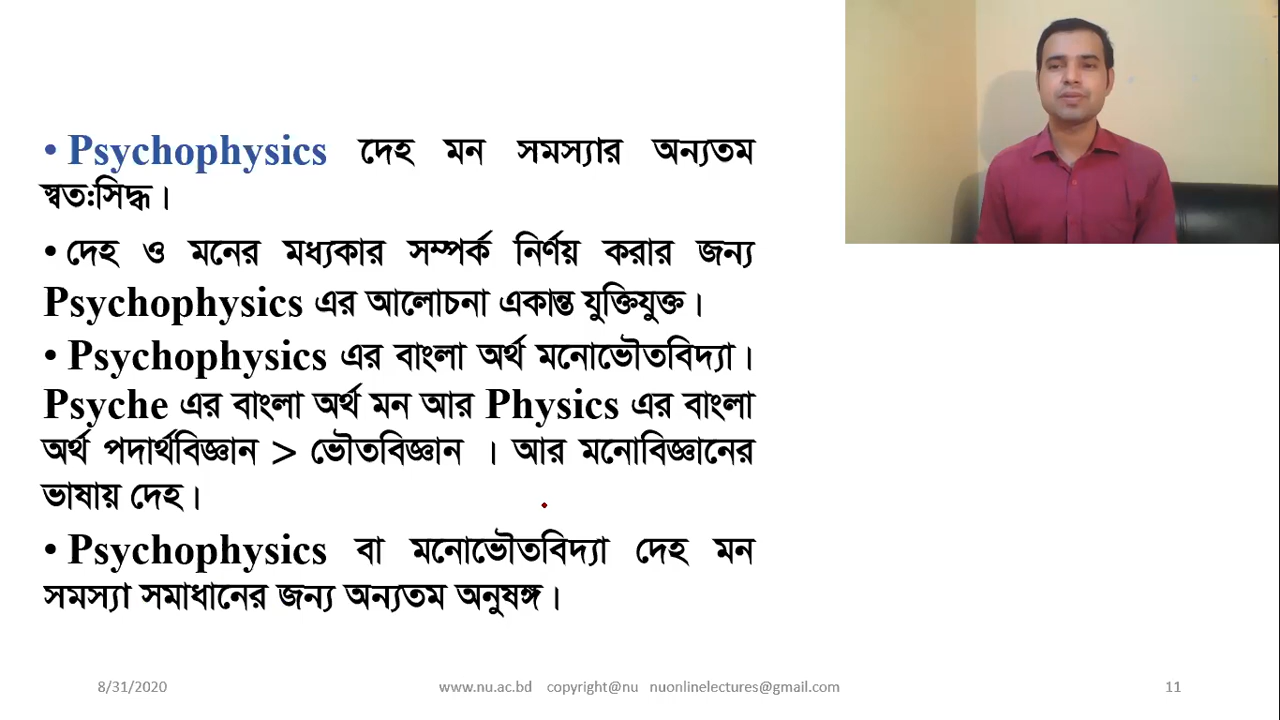 • Psychophysics দেহ মন সমস্যার অন্যতম
স্বতঃসিদ্ধ।
• দেহ ও মনের মধ্যকার সম্পর্ক নির্ণয় করার জন্য
Psychophysics এর আলোচনা একান্ত যুক্তিযুক্ত।
• Psychophysics এর বাংলা অর্থ মনোভৌতবিদ্যা।
Psyche এর বাংলা অর্থ মন আর Physics এর বাংলা
অর্থ পদার্থবিজ্ঞান > ভৌতবিজ্ঞান । আর মনোবিজ্ঞানের
ভাষায় দেহ।
• Psychophysics বা মনোভৌতবিদ্যা দেহ মন
সমস্যা সমাধানের জন্য অন্যতম অনুষঙ্গ।
8/31/2020 www.nu.ac.bd copyright@nu nuonlinelectures@gmail.com 11